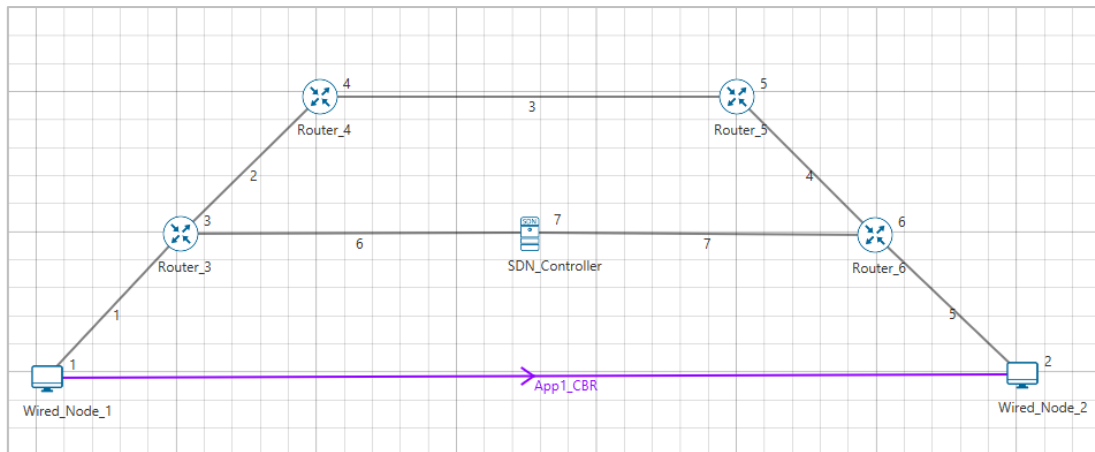 4
5
3
Router_4
Router_5
2
4
3
7
6
6
7
Router_3
SDN_Controller
Router_6
1
5
1
2
App1_CBR
Wired_Node_1
Wired_Node_2
SDN